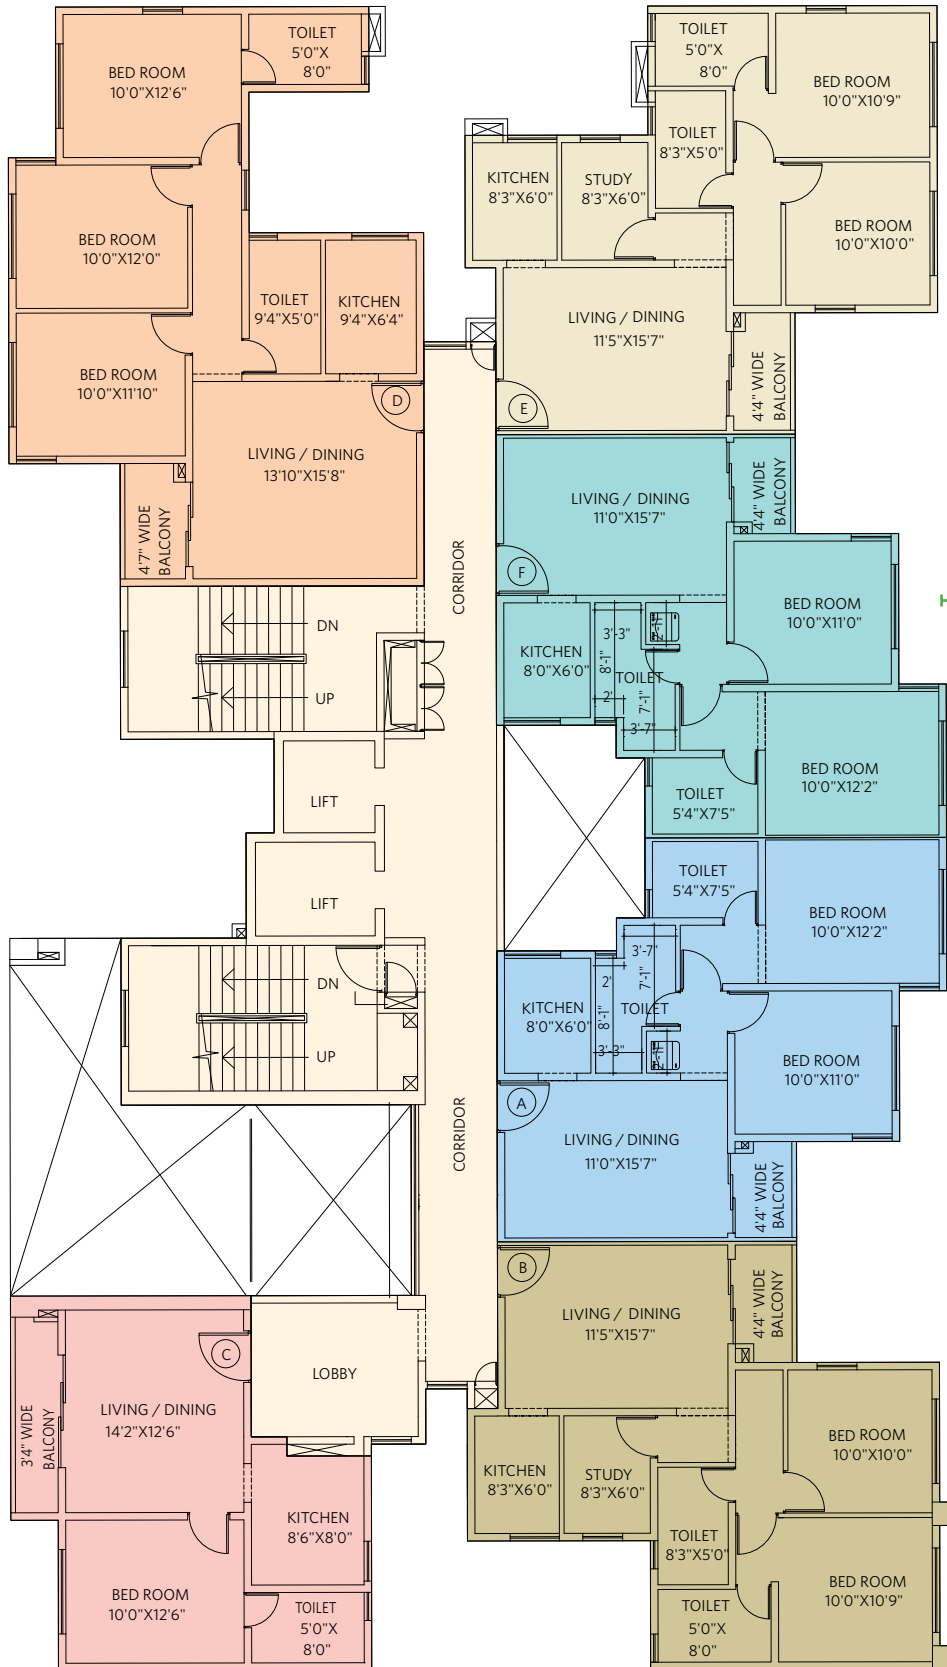 BED ROOM
10'0"X12'6"
TOILET
5'0"X
8'0"
BED ROOM
10'0"X12'0"
TOILET
9'4"X5'0"
KITCHEN
9'4"X6'4"
BED ROOM
10'0"X11'10"
D
LIVING / DINING
13'10"X15'8"
4'7" WIDE
BALCONY
TOILET
5'0"X
8'0"
BED ROOM
10'0"X10'9"
TOILET
8'3"X5'0"
KITCHEN
8'3"X6'0"
STUDY
8'3"X6'0"
BED ROOM
10'0"X10'0"
LIVING / DINING
11'5"X15'7"
4'4" WIDE
BALCONY
E
LIVING / DINING
11'0"X15'7"
4'4" WIDE
BALCONY
F
CORRIDOR
DN
UP
BED ROOM
10'0"X11'0"
KITCHEN
8'0"X6'0"
3'-3"
8'-1"
TOILET
2'
7'-1"
3'-7"
BED ROOM
10'0"X12'2"
TOILET
5'4"X7'5"
LIFT
LIFT
TOILET
5'4"X7'5"
BED ROOM
10'0"X12'2"
3'-7"
2'
7'-1"
KITCHEN
8'0"X6'0"
8'-1"
TOILET
3'-3"
BED ROOM
10'0"X11'0"
DN
UP
A
CORRIDOR
LIVING / DINING
11'0"X15'7"
4'4" WIDE
BALCONY
B
LIVING / DINING
11'5"X15'7"
4'4" WIDE
BALCONY
C
LOBBY
LIVING / DINING
14'2"X12'6"
3'4" WIDE
BALCONY
KITCHEN
8'6"X8'0"
BED ROOM
10'0"X12'6"
TOILET
5'0"X
8'0"
KITCHEN
8'3"X6'0"
STUDY
8'3"X6'0"
BED ROOM
10'0"X10'0"
TOILET
8'3"X5'0"
BED ROOM
10'0"X10'9"
TOILET
5'0"X
8'0"